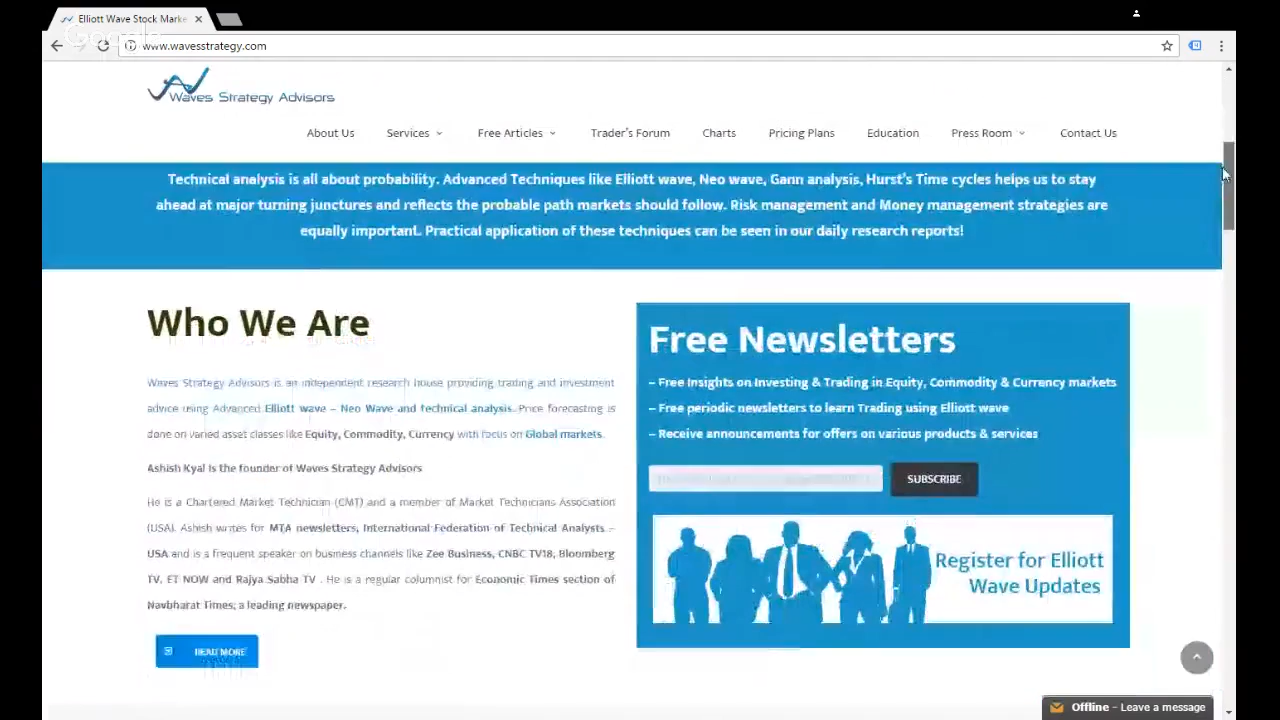 Elliott Wave Stock Marke
Google
www.wavesstrategy.com
Waves Strategy Advisors
About Us Services Free Articles Trader's Forum Charts Pricing Plans Education Press Room Contact Us
Technical analysis is all about probability. Advanced Techniques like Elliott wave, Neo wave, Gann analysis, Hurst's Time cycles helps us to stay
ahead at major turning junctures and reflects the probable path markets should follow. Risk management and Money management strategies are
equally important. Practical application of these techniques can be seen in our daily research reports!
Who We Are
Waves Strategy Advisors is an independent research house providing trading and investment
advice using Advanced Elliott wave – Neo Wave and technical analysis. Price forecasting is
done on varied asset classes like Equity, Commodity, Currency with focus on Global markets.
Ashish Kyal is the founder of Waves Strategy Advisors
He is a Chartered Market Technician (CMT) and a member of Market Technicians Association
(USA). Ashish writes for MTA newsletters, International Federation of Technical Analysts –
USA and is a frequent speaker on business channels like Zee Business, CNBC TV18, Bloomberg
TV, ET NOW and Rajya Sabha TV . He is a regular columnist for Economic Times section of
Navbharat Times; a leading newspaper.
READ MORE
Free Newsletters
– Free Insights on Investing & Trading in Equity, Commodity & Currency markets
– Free periodic newsletters to learn Trading using Elliott wave
– Receive announcements for offers on various products & services
SUBSCRIBE
Register for Elliott
Wave Updates
Offline – Leave a message